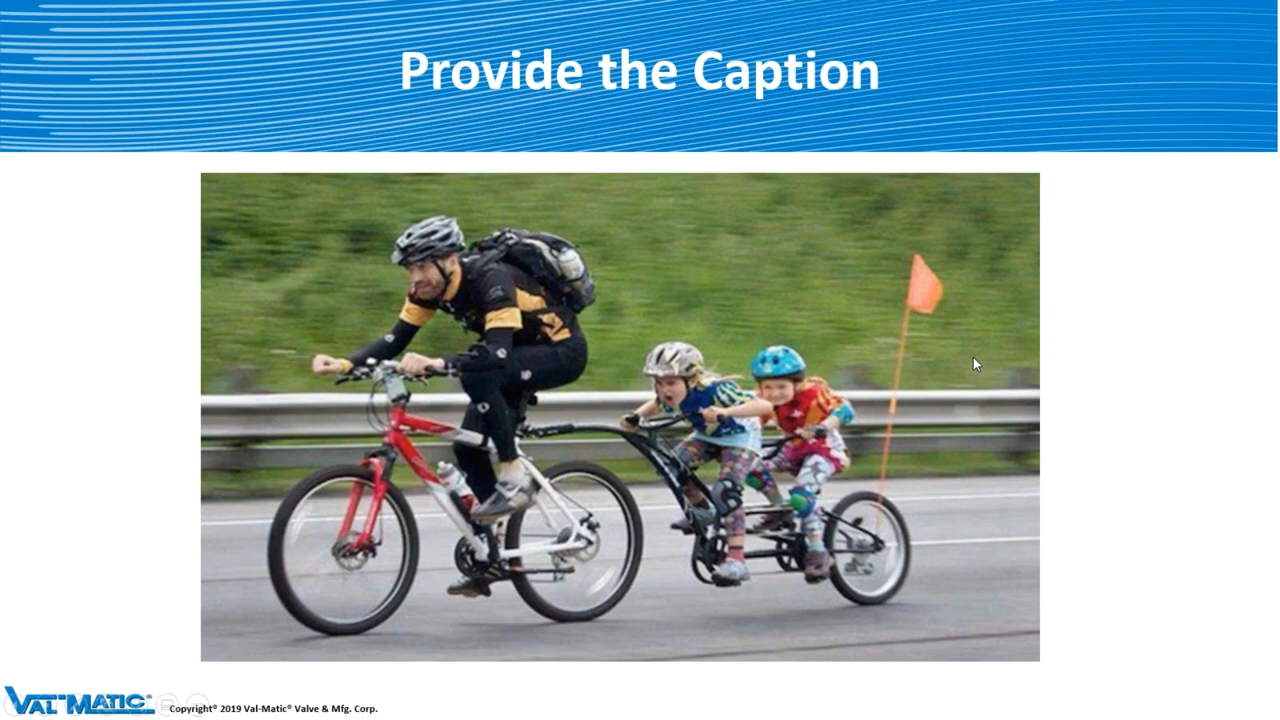 Provide the Caption
VAL-MATIC®
Copyright® 2019 Val-Matic® Valve & Mfg. Corp.